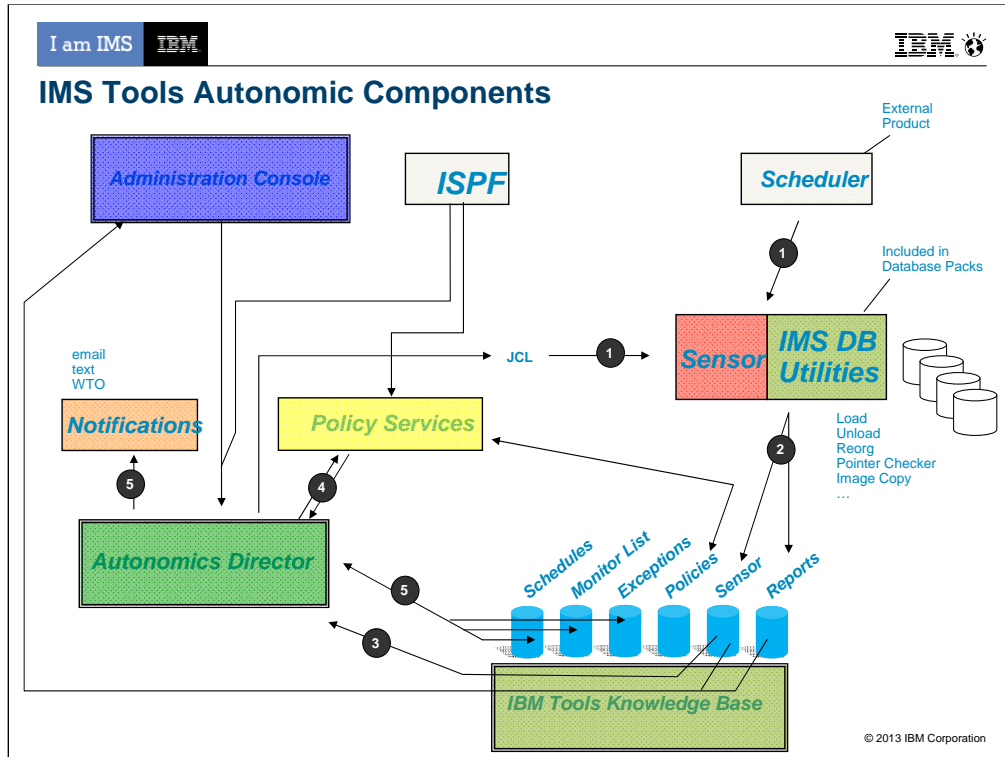 I am IMS
IBM
IBM
IMS Tools Autonomic Components
External
Product
Administration Console
ISPF
Scheduler
1
Included in
Database Packs
email
text
WTO
JCL
1
Sensor
IMS DB
Utilities
Notifications
Policy Services
Load
Unload
Reorg
Pointer Checker
Image Copy
…
2
5
4
Autonomics Director
Schedules
Monitor List
Exceptions
Policies
Sensor
Reports
5
3
IBM Tools Knowledge Base
© 2013 IBM Corporation